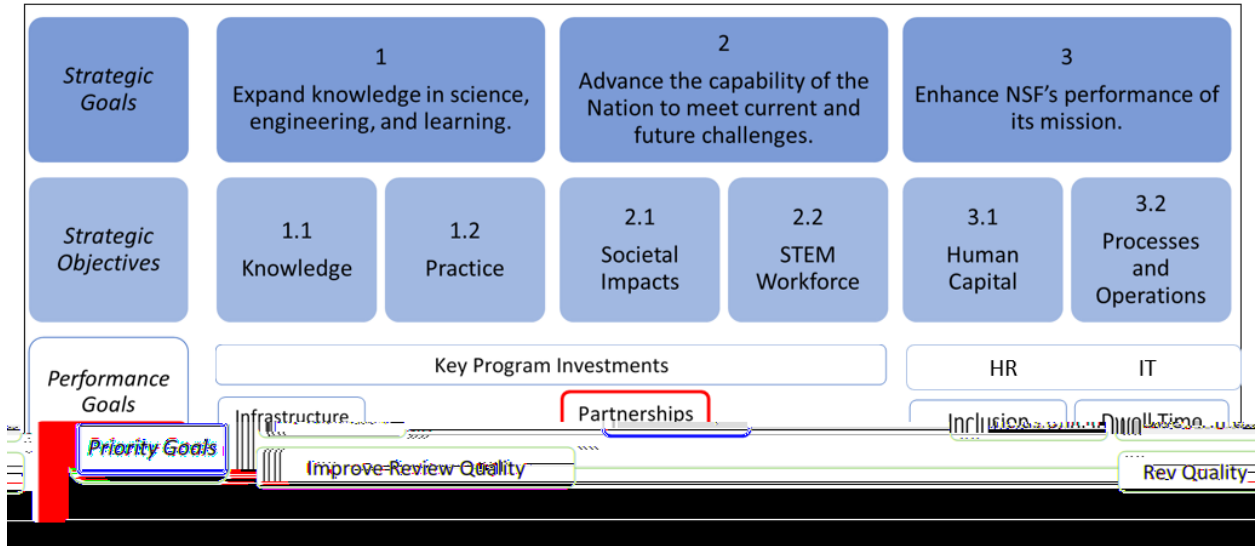 Strategic
Goals
1
Expand knowledge in science,
engineering, and learning.
2
Advance the capability of the
Nation to meet current and
future challenges.
3
Enhance NSF’s performance of
its mission.
Strategic
Objectives
1.1
Knowledge
1.2
Practice
2.1
Societal
Impacts
2.2
STEM
Workforce
3.1
Human
Capital
3.2
Processes
and
Operations
Performance
Goals
Key Program Investments
HR
IT
Infrastructure
Partnerships
Inclusion
Dwell Time
Priority Goals
Improve Review Quality
Rev Quality